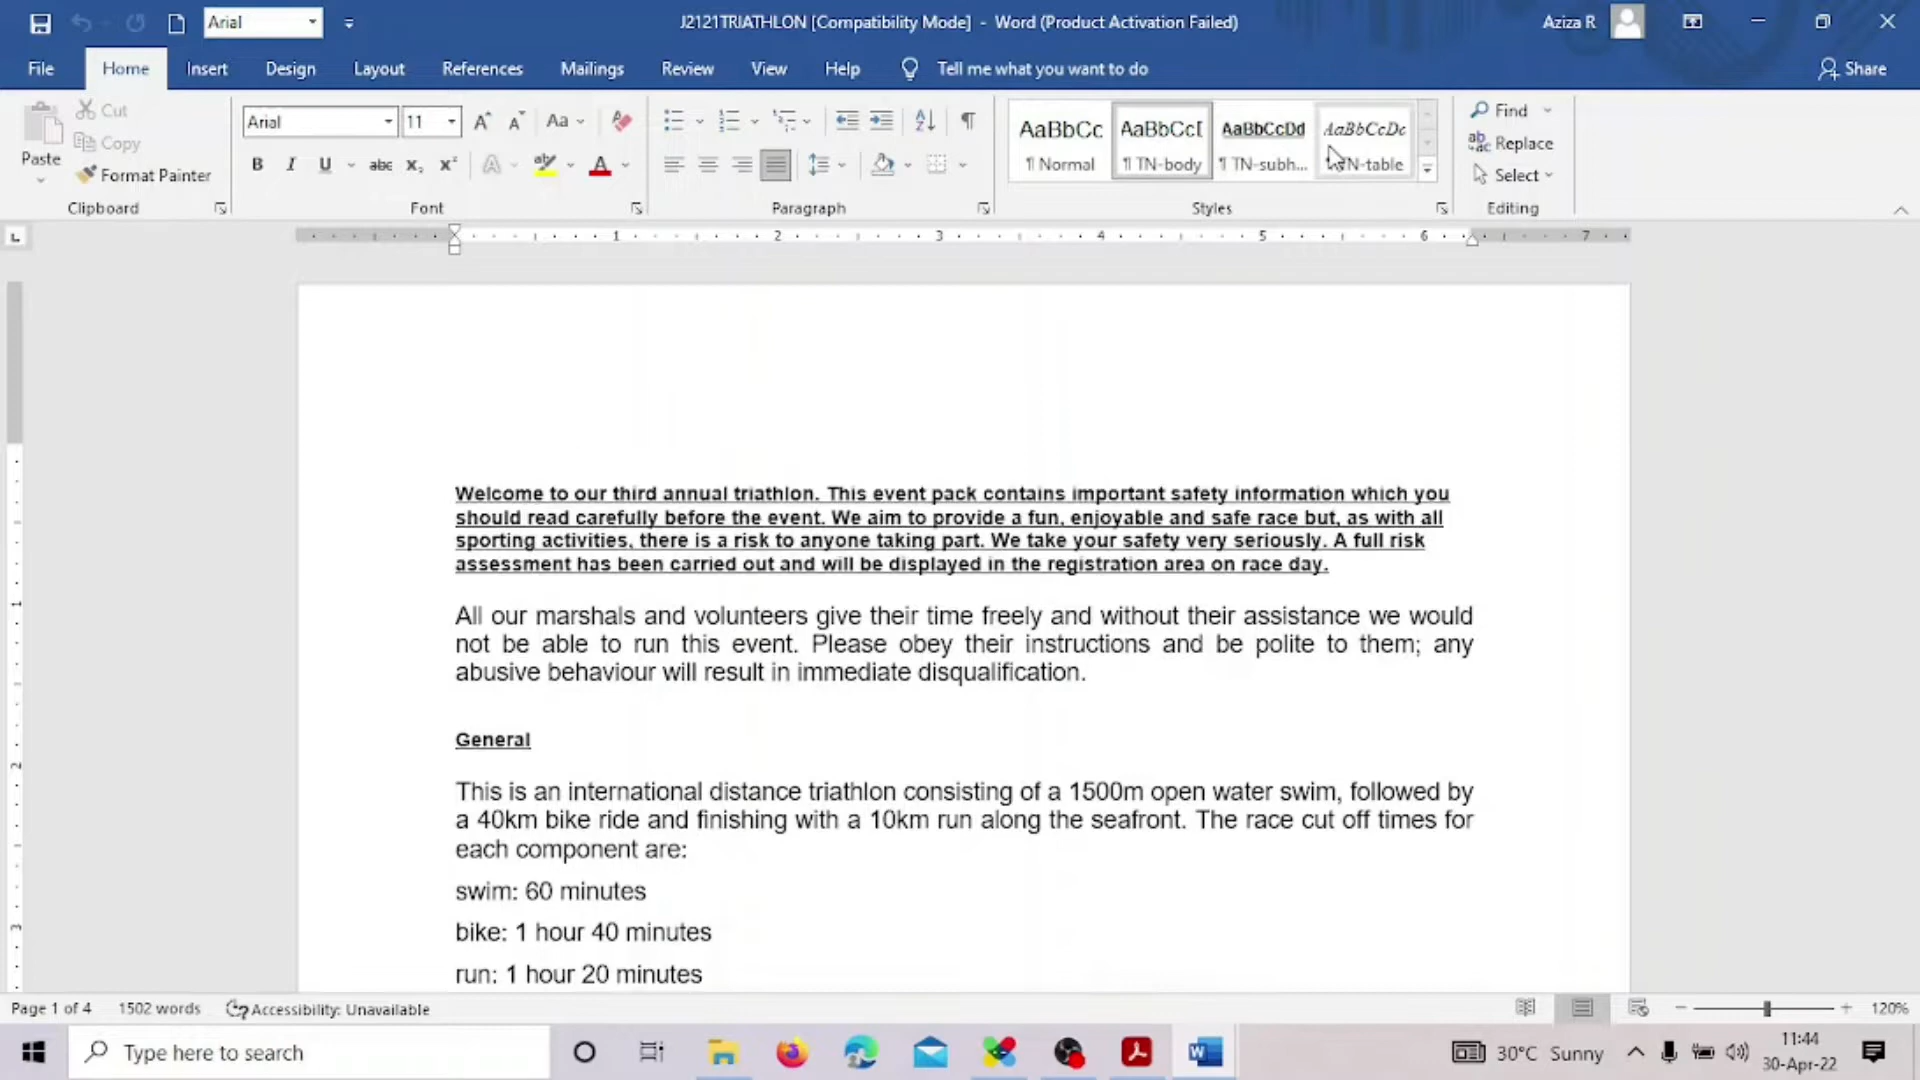 Arial
J2121TRIATHLON [Compatibility Mode] - Word (Product Activation Failed)
Aziza R
File Home Insert Design Layout References Mailings Review View Help Tell me what you want to do Share
Paste
Cut
Copy
Format Painter
Clipboard
Arial 11
Font
Paragraph
AaBbCc AaBbCcI AaBbCcDd AaBbCcDc
¶ Normal ¶ TN-body ¶ TN-subh... TN-table
Styles
Find
Replace
Select
Editing
1 2 3 4 5 6 7
Welcome to our third annual triathlon. This event pack contains important safety information which you
should read carefully before the event. We aim to provide a fun, enjoyable and safe race but, as with all
sporting activities, there is a risk to anyone taking part. We take your safety very seriously. A full risk
assessment has been carried out and will be displayed in the registration area on race day.
All our marshals and volunteers give their time freely and without their assistance we would
not be able to run this event. Please obey their instructions and be polite to them; any
abusive behaviour will result in immediate disqualification.
General
This is an international distance triathlon consisting of a 1500m open water swim, followed by
a 40km bike ride and finishing with a 10km run along the seafront. The race cut off times for
each component are:
swim: 60 minutes
bike: 1 hour 40 minutes
run: 1 hour 20 minutes
Page 1 of 4 1502 words Accessibility: Unavailable 120%
Type here to search
30°C Sunny
11:44
30-Apr-22